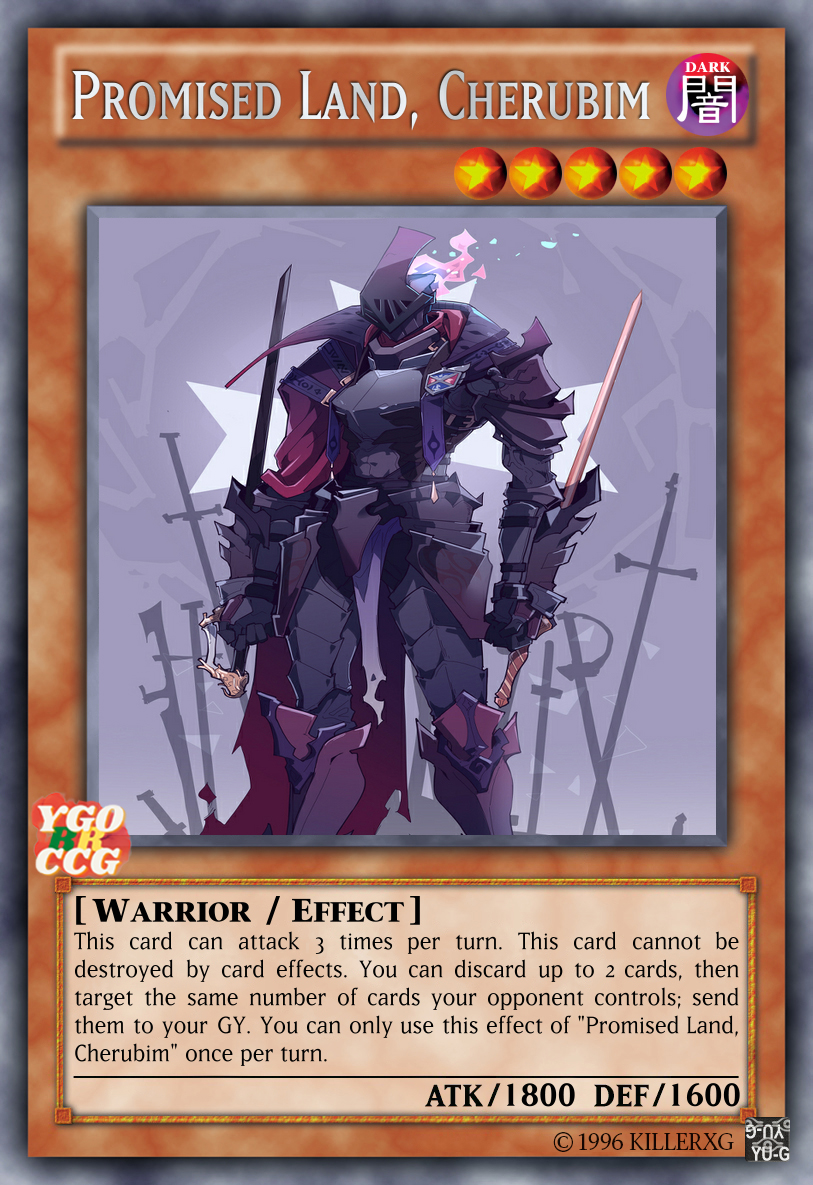 Promised Land, Cherubim
DARK
闇
YGO
RR
CCG
[ Warrior / Effect ]
This card can attack 3 times per turn. This card cannot be
destroyed by card effects. You can discard up to 2 cards, then
target the same number of cards your opponent controls; send
them to your GY. You can only use this effect of "Promised Land,
Cherubim" once per turn.
ATK/1800 DEF/1600
© 1996 KILLERXG
YU-G
YU-G